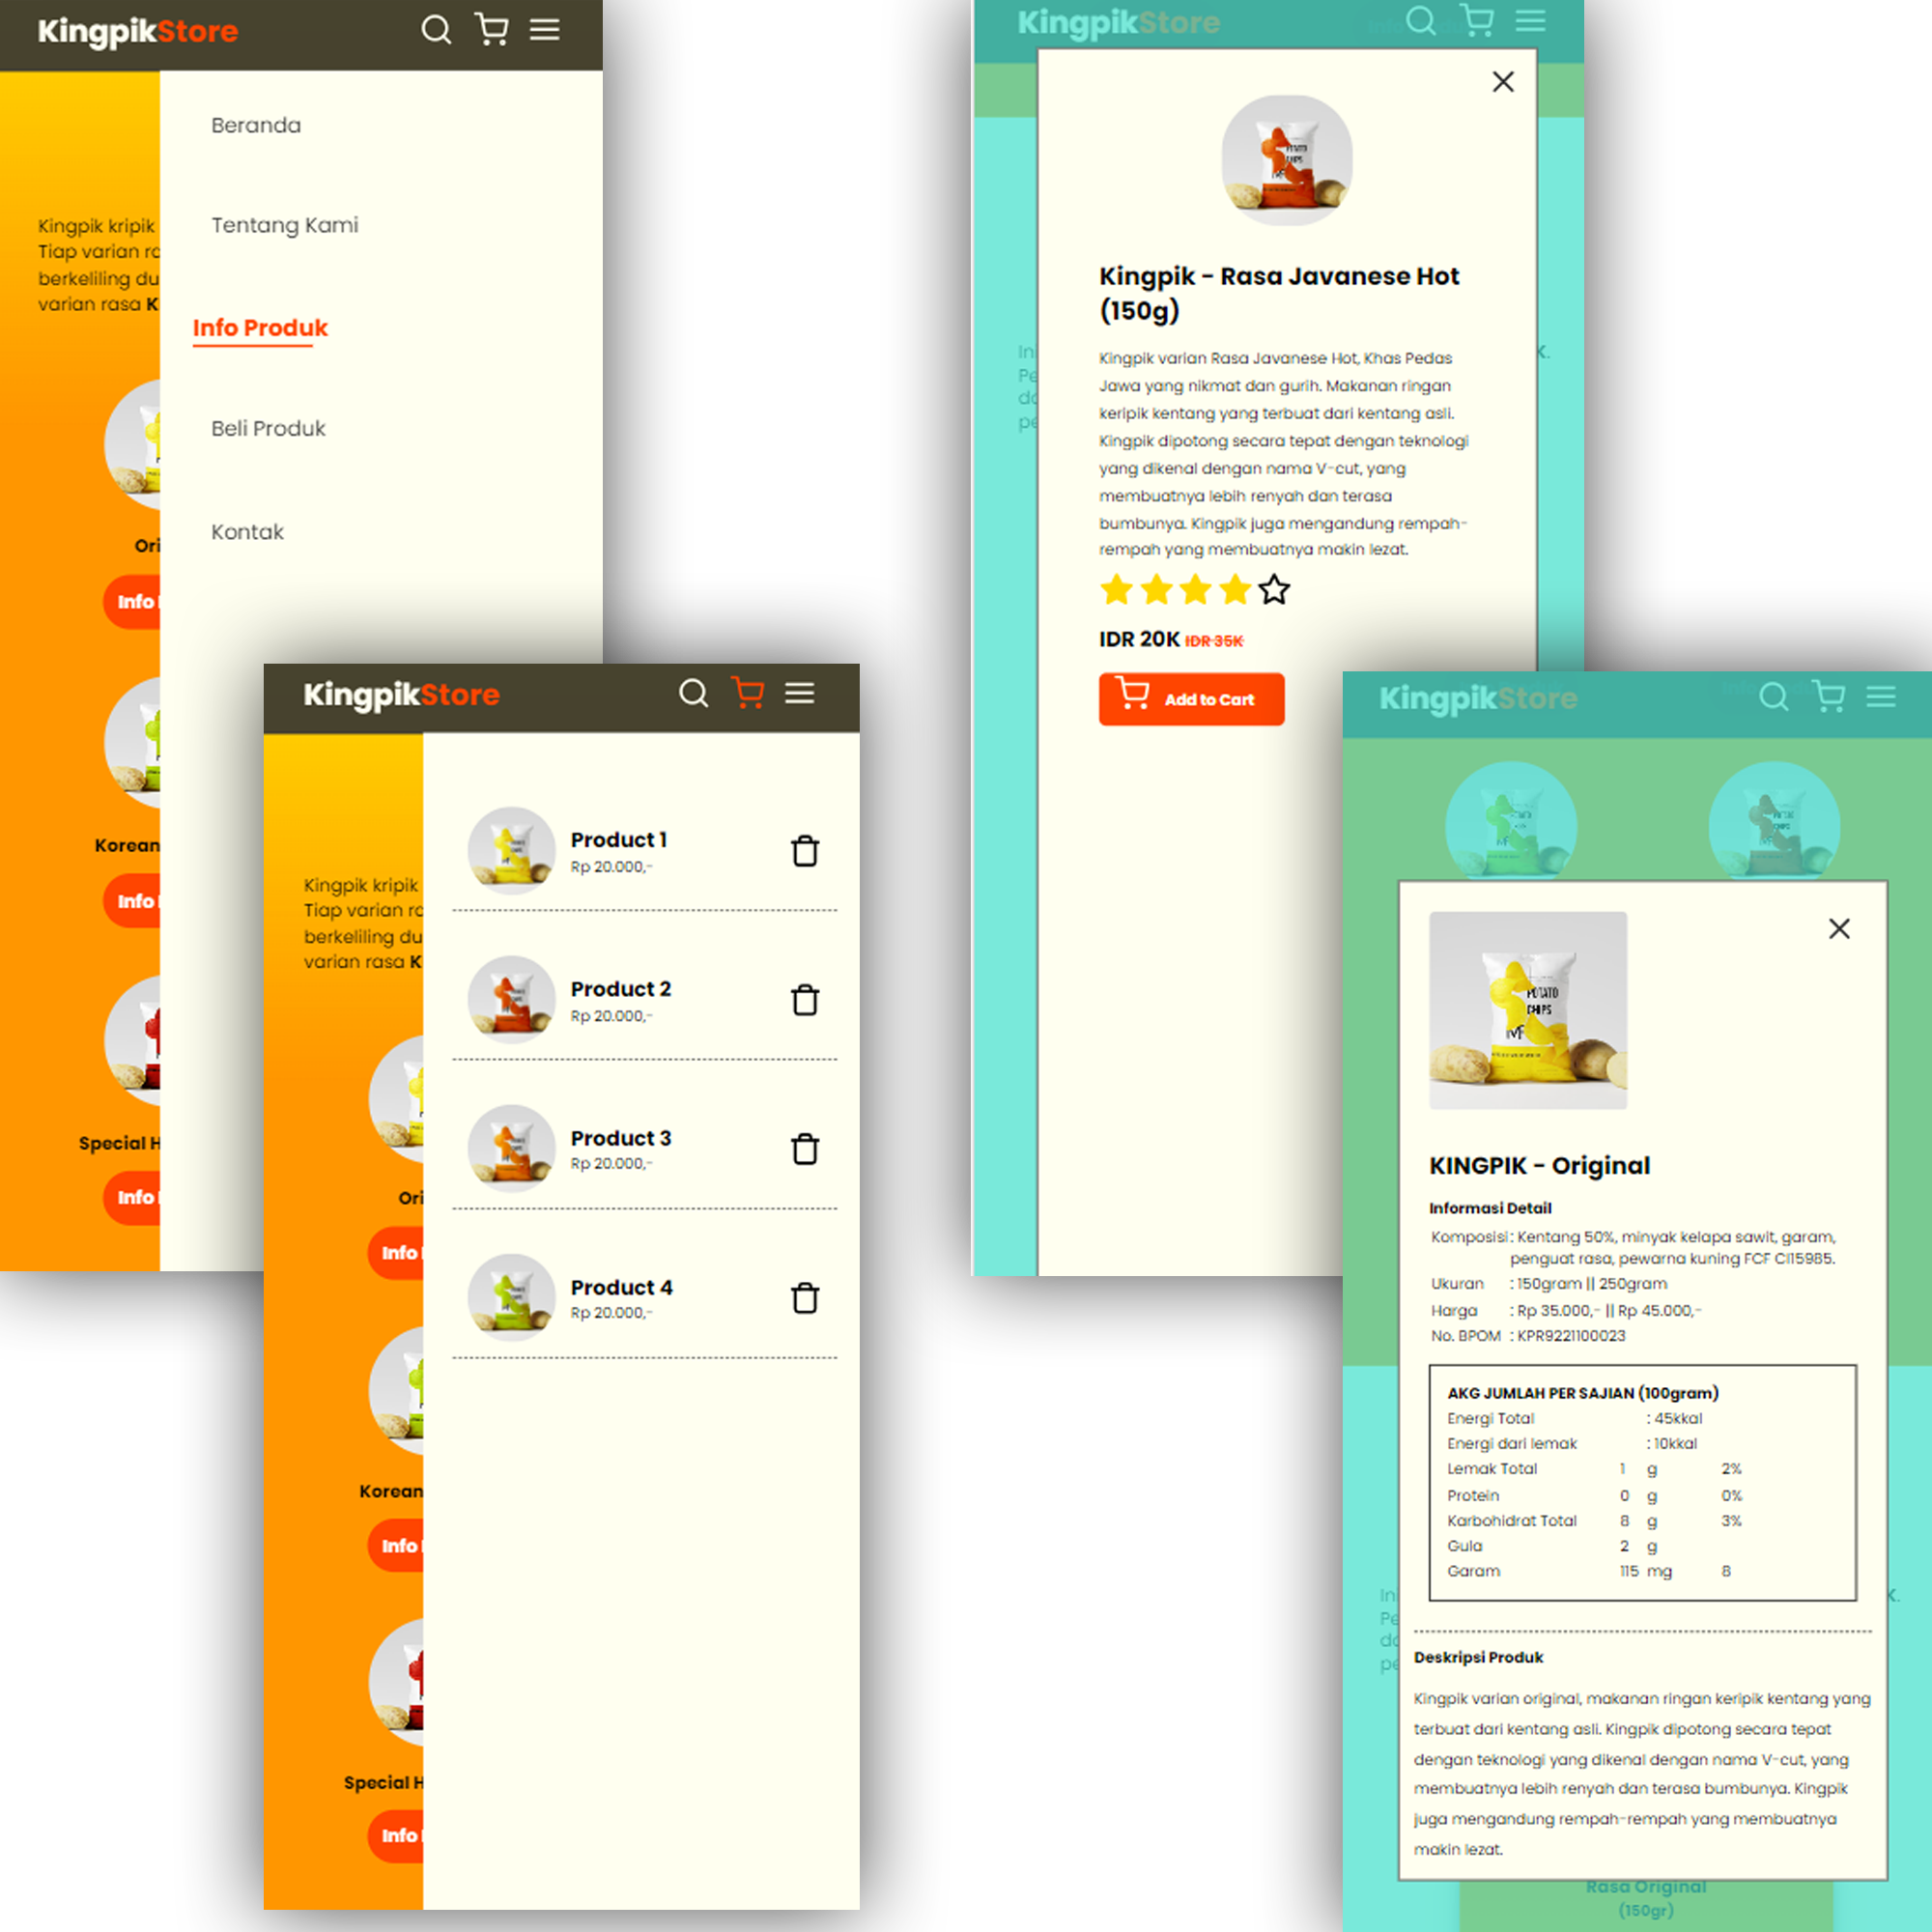 KingpikStore
Beranda
Tentang Kami
Info Produk
Beli Produk
Kontak
Kingpik kripik
Tiap varian
berkeliling
varian rasa
Info
Korean
Info
Special
Info
KingpikStore
Product 1
Rp 20.000,-
Product 2
Rp 20.000,-
Product 3
Rp 20.000,-
Product 4
Rp 20.000,-
Kingpik kripik
Tiap varian
berkeliling
varian rasa
Info
Korean
Info
Special
Info
KingpikStore
POTATO
CHIPS
Kingpik - Rasa Javanese Hot
(150g)
Kingpik varian Rasa Javanese Hot, Khas Pedas
Jawa yang nikmat dan gurih. Makanan ringan
keripik kentang yang terbuat dari kentang asli.
Kingpik dipotong secara tepat dengan teknologi
yang dikenal dengan nama V-cut, yang
membuatnya lebih renyah dan terasa
bumbunya. Kingpik juga mengandung rempah-
rempah yang membuatnya makin lezat.
IDR 20K IDR 35K
Add to Cart
KingpikStore
POTATO
CHIPS
KINGPIK - Original
Informasi Detail
Komposisi : Kentang 50%, minyak kelapa sawit, garam,
penguat rasa, pewarna kuning FCF CI15985.
Ukuran : 150gram || 250gram
Harga : Rp 35.000,- || Rp 45.000,-
No. BPOM : KPR9221100023
AKG JUMLAH PER SAJIAN (100gram)
Energi Total : 45kkal
Energi dari lemak : 10kkal
Lemak Total 1 g 2%
Protein 0 g 0%
Karbohidrat Total 8 g 3%
Gula 2 g
Garam 115 mg 8
Deskripsi Produk
Kingpik varian original, makanan ringan keripik kentang yang
terbuat dari kentang asli. Kingpik dipotong secara tepat
dengan teknologi yang dikenal dengan nama V-cut, yang
membuatnya lebih renyah dan terasa bumbunya. Kingpik
juga mengandung rempah-rempah yang membuatnya
makin lezat.
Rasa Original
(150gr)